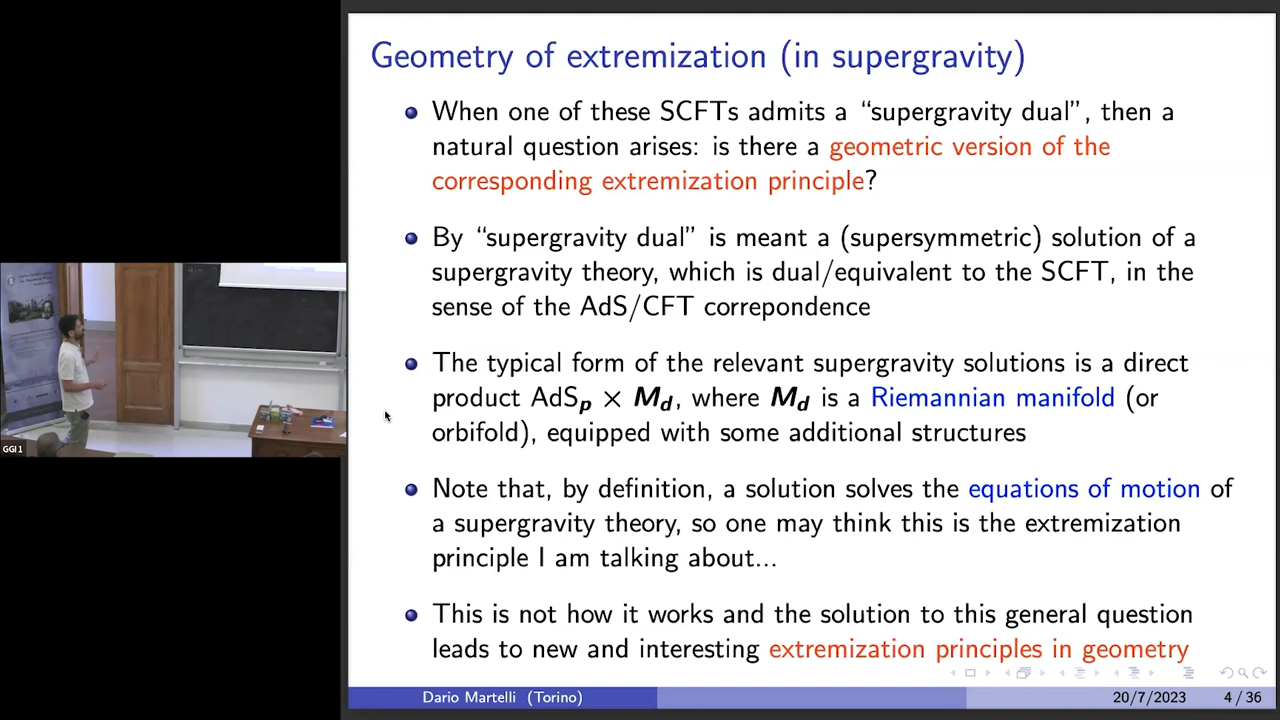 Geometry of extremization (in supergravity)
When one of these SCFTs admits a “supergravity dual”, then a
natural question arises: is there a geometric version of the
corresponding extremization principle?
By “supergravity dual” is meant a (supersymmetric) solution of a
supergravity theory, which is dual/equivalent to the SCFT, in the
sense of the AdS/CFT correpondence
The typical form of the relevant supergravity solutions is a direct
product AdSp × Md, where Md is a Riemannian manifold (or
orbifold), equipped with some additional structures
Note that, by definition, a solution solves the equations of motion of
a supergravity theory, so one may think this is the extremization
principle I am talking about...
This is not how it works and the solution to this general question
leads to new and interesting extremization principles in geometry
Dario Martelli (Torino)
20/7/2023
4 / 36
GGI 1